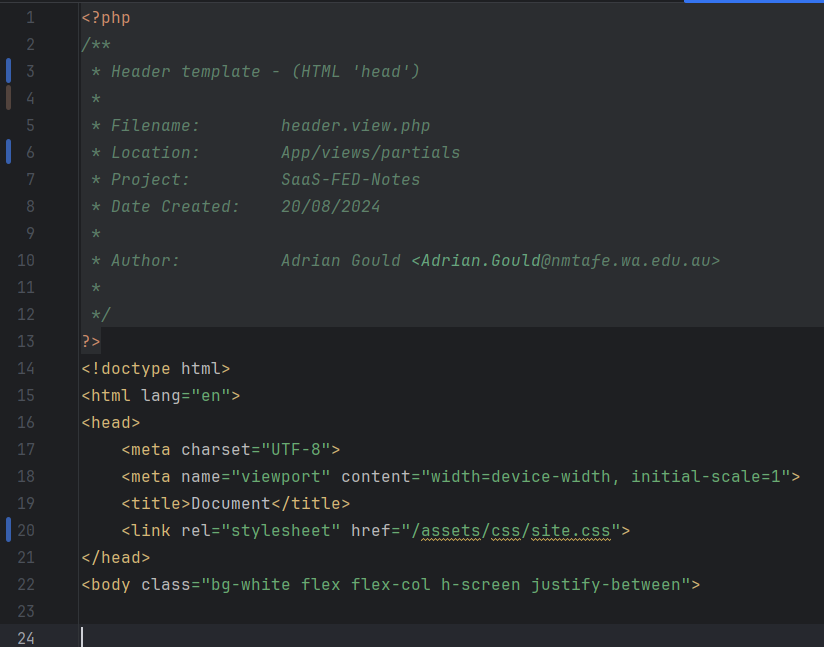 1 <?php
2 /**
3  * Header template - (HTML 'head')
4  *
5  * Filename:        header.view.php
6  * Location:        App/views/partials
7  * Project:         SaaS-FED-Notes
8  * Date Created:    20/08/2024
9  *
10  * Author:          Adrian Gould <Adrian.Gould@nmtafe.wa.edu.au>
11  *
12  */
13 ?>
14 <!doctype html>
15 <html lang="en">
16 <head>
17     <meta charset="UTF-8">
18     <meta name="viewport" content="width=device-width, initial-scale=1">
19     <title>Document</title>
20     <link rel="stylesheet" href="/assets/css/site.css">
21 </head>
22 <body class="bg-white flex flex-col h-screen justify-between">
23
24